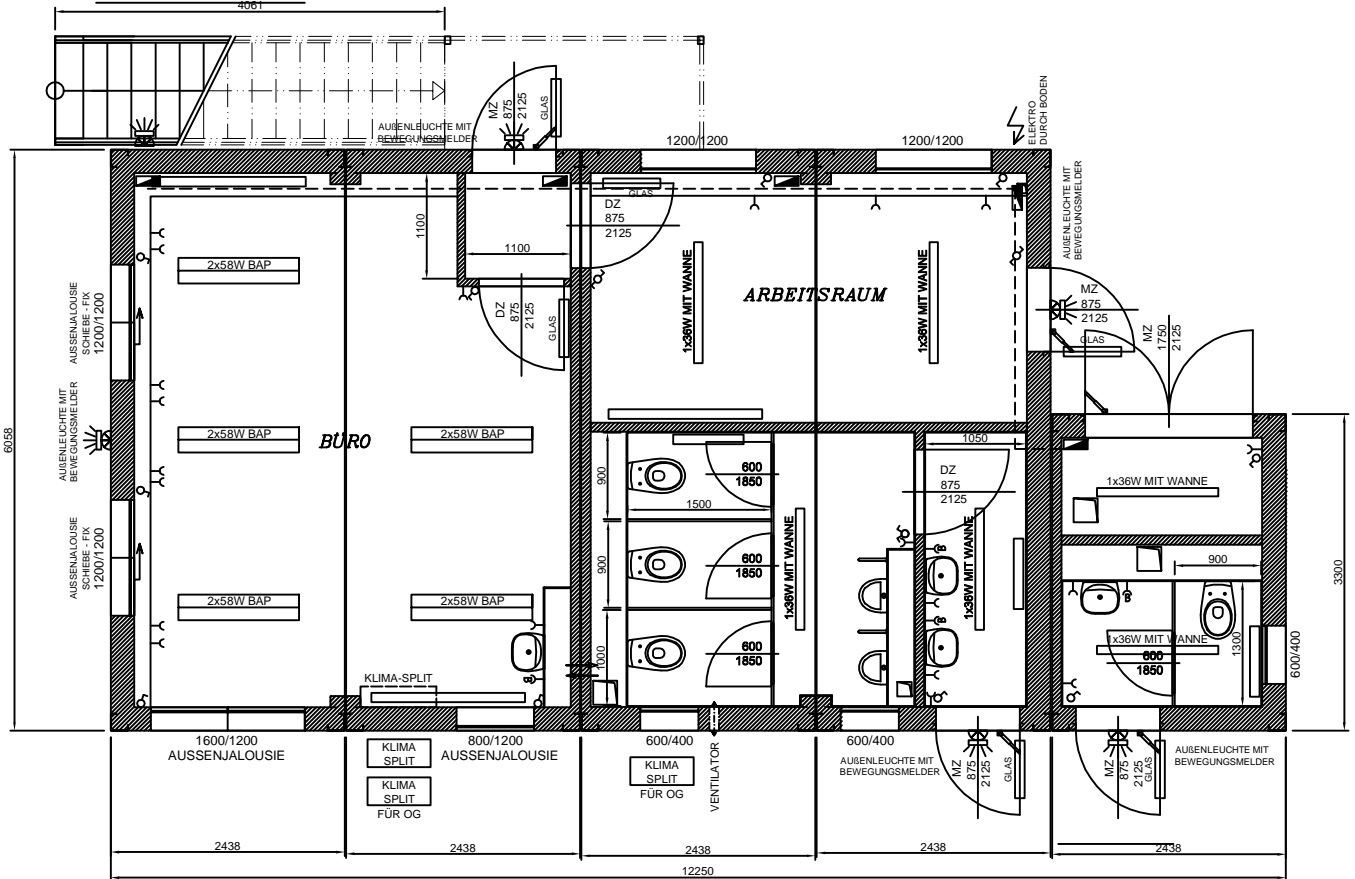 4061
AUßENLEUCHTE MIT
BEWEGUNGSMELDER
MZ
875
2125
GLAS
1200/1200
1200/1200
ELEKTRO
DURCH BODEN
AUßENLEUCHTE MIT
BEWEGUNGSMELDER
6058
AUSSENJALOUSIE
SCHIEBE - FIX
1200/1200
AUßENLEUCHTE MIT
BEWEGUNGSMELDER
AUSSENJALOUSIE
SCHIEBE - FIX
1200/1200
2x58W BAP
1100
1100
DZ
875
2125
GLAS
DZ
875
2125
GLAS
1x36W MIT WANNE
ARBEITSRAUM
1x36W MIT WANNE
MZ
875
2125
GLAS
MZ
1750
2125
2x58W BAP
BÜRO
2x58W BAP
2x58W BAP
2x58W BAP
KLIMA-SPLIT
900
900
1000
1500
600
1850
600
1850
600
1850
1x36W MIT WANNE
1050
DZ
875
2125
1x36W MIT WANNE
1x36W MIT WANNE
900
1300
1x36W MIT WANNE
600
1850
600/400
3300
1600/1200
AUSSENJALOUSIE
KLIMA
SPLIT
KLIMA
SPLIT
FÜR OG
800/1200
AUSSENJALOUSIE
600/400
KLIMA
SPLIT
FÜR OG
VENTILATOR
600/400
AUßENLEUCHTE MIT
BEWEGUNGSMELDER
MZ
875
2125
GLAS
MZ
875
2125
GLAS
AUßENLEUCHTE MIT
BEWEGUNGSMELDER
2438
2438
2438
2438
2438
12250